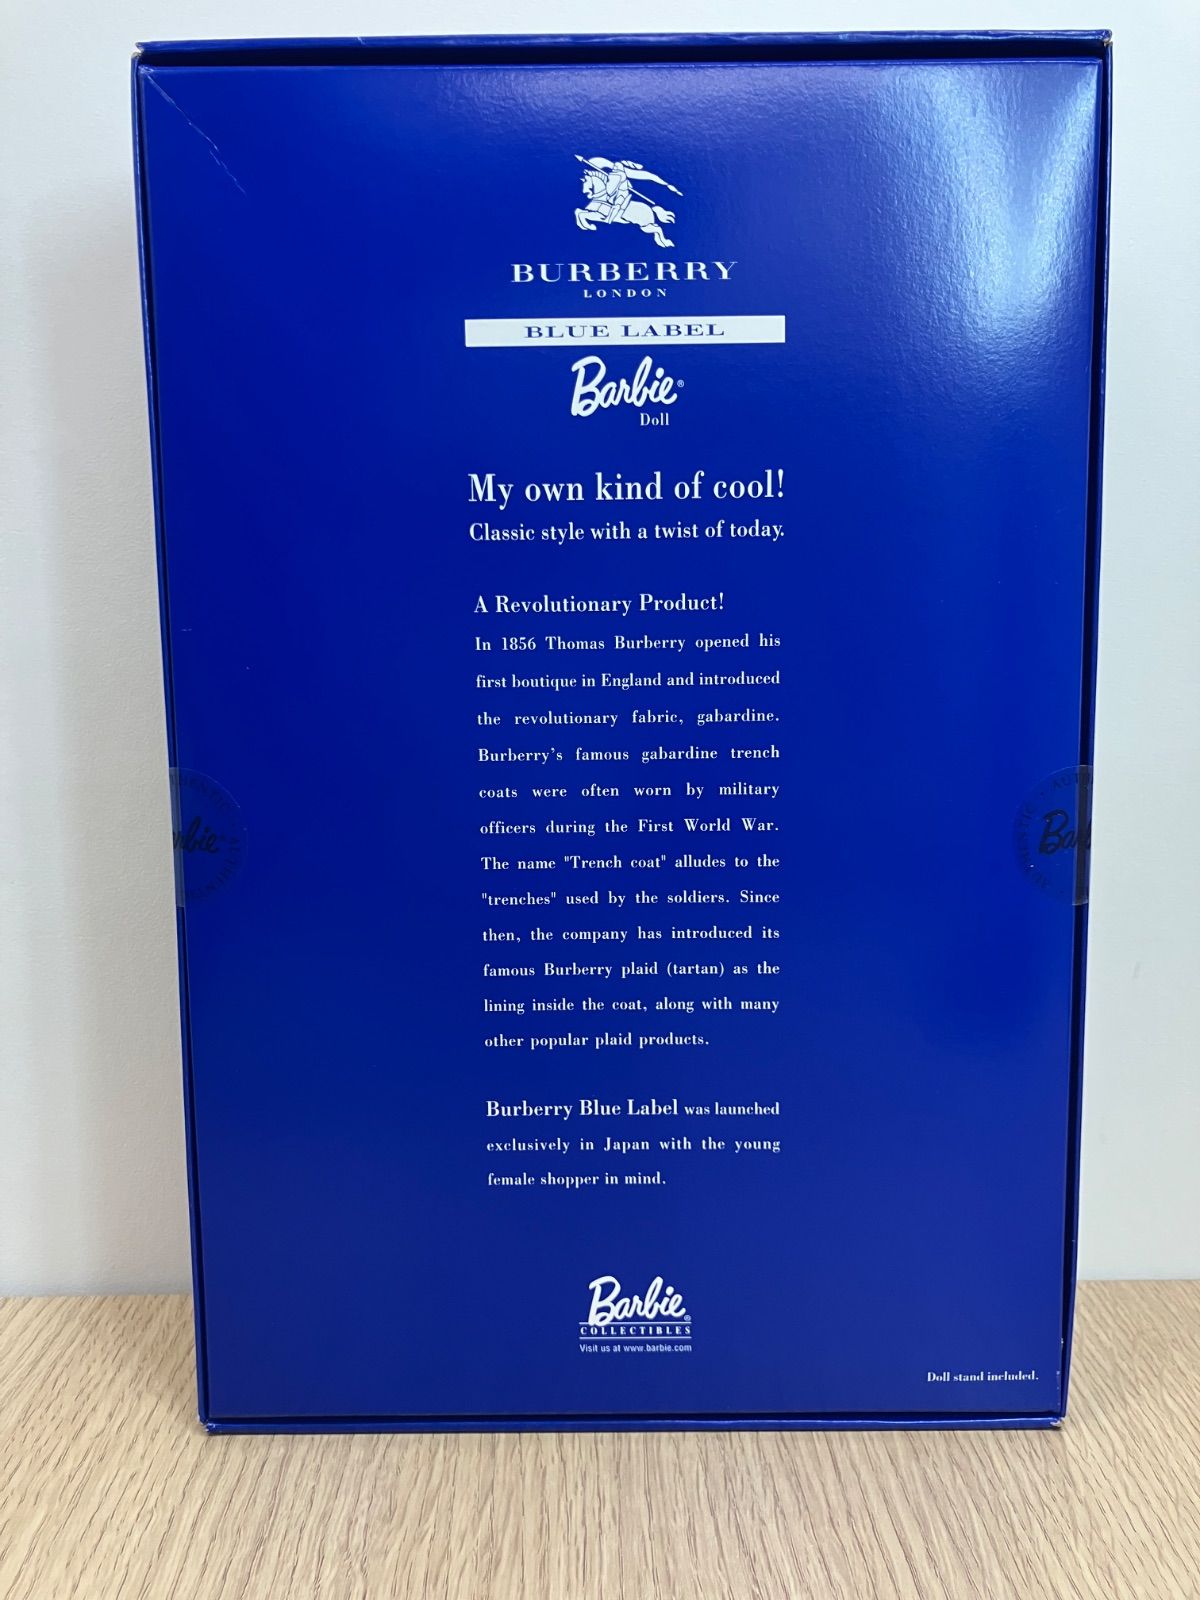 BURBERRY
LONDON
BLUE LABEL
Barbie®
Doll
My own kind of cool!
Classic style with a twist of today.
A Revolutionary Product!
In 1856 Thomas Burberry opened his
first boutique in England and introduced
the revolutionary fabric, gabardine.
Burberry's famous gabardine trench
coats were often worn by military
officers during the First World War.
The name "Trench coat" alludes to the
"trenches" used by the soldiers. Since
then, the company has introduced its
famous Burberry plaid (tartan) as the
lining inside the coat, along with many
other popular plaid products.
Burberry Blue Label was launched
exclusively in Japan with the young
female shopper in mind.
Barbie®
COLLECTIBLES
Visit us at www.barbie.com
Doll stand included.